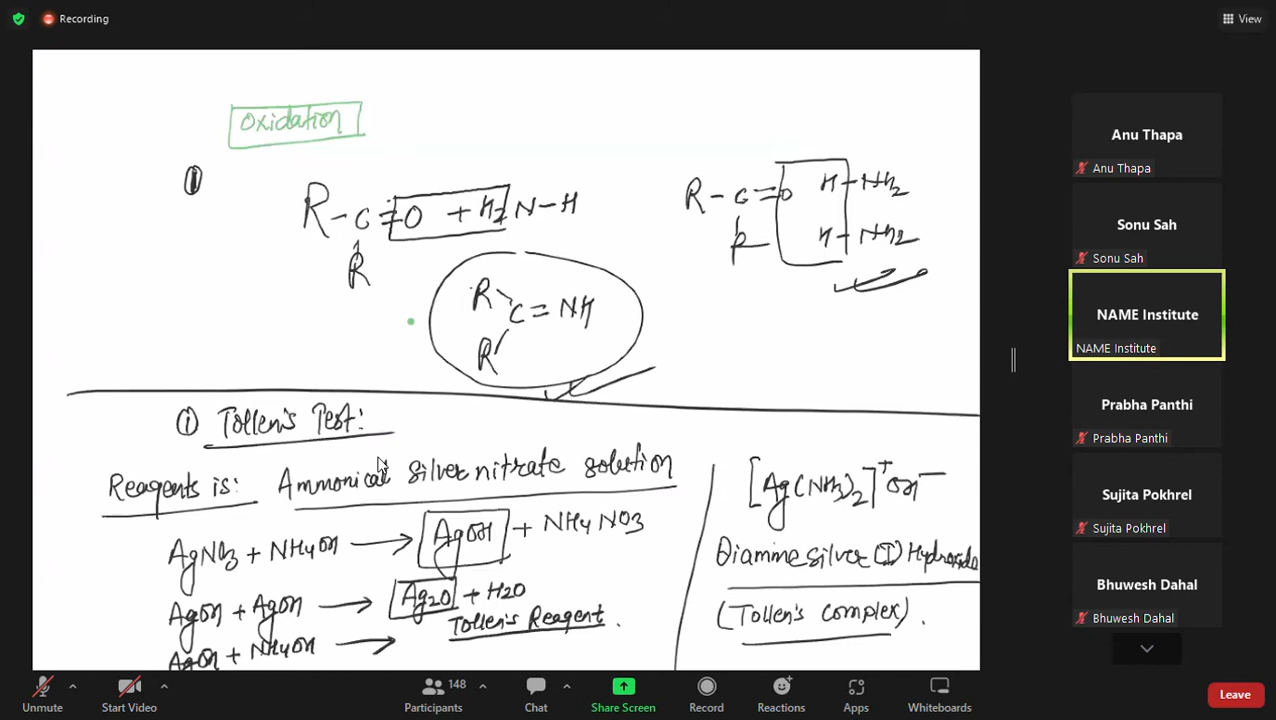 Recording
View
Oxidation
①
R-C=O + H2N-H
R
R-C=O H-NH2
R H-NH2
R
C=NH
R
① Tollen's Test:
Reagents is: Ammonical silver nitrate solution
AgNO3 + NH4OH → AgOH + NH4NO3
AgOH + AgOH → Ag2O + H2O
Tollen's Reagent.
AgOH + NH4OH →
[Ag(NH3)2]+OH−
Diamine silver (I) Hydroxide
(Tollen's complex).
Anu Thapa
Anu Thapa
Sonu Sah
Sonu Sah
NAME Institute
NAME Institute
Prabha Panthi
Prabha Panthi
Sujita Pokhrel
Sujita Pokhrel
Bhuwesh Dahal
Bhuwesh Dahal
Unmute
Start Video
148
Participants
Chat
Share Screen
Record
Reactions
Apps
Whiteboards
Leave